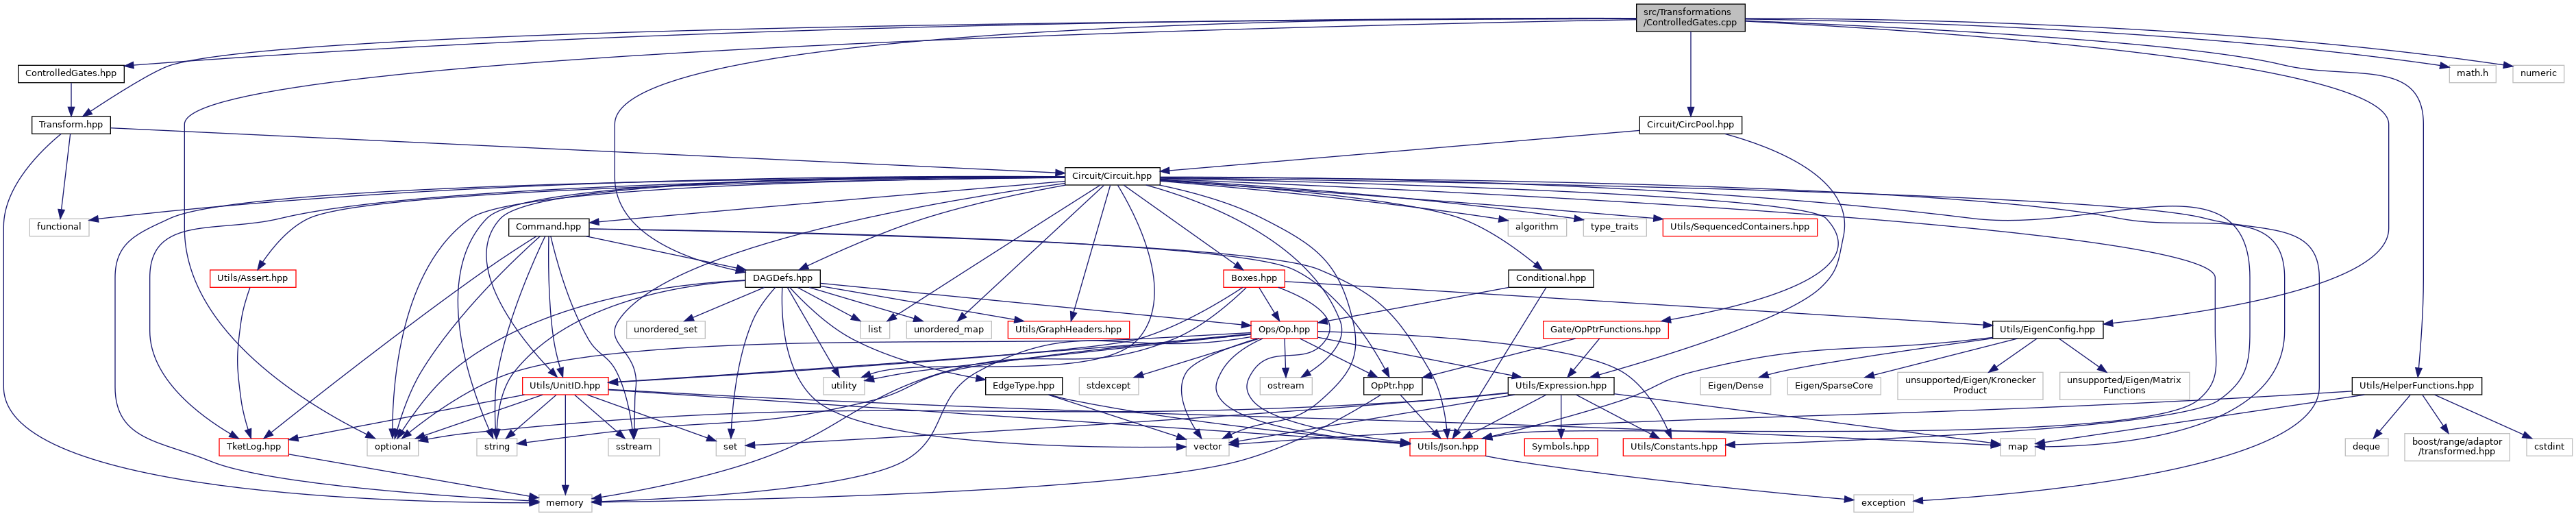 src/Transformations
/ControlledGates.cpp
ControlledGates.hpp
math.h
numeric
Transform.hpp
Circuit/CircPool.hpp
Circuit/Circuit.hpp
functional
Command.hpp
algorithm
type_traits
Utils/SequencedContainers.hpp
Utils/Assert.hpp
DAGDefs.hpp
Boxes.hpp
Conditional.hpp
unordered_set
list
unordered_map
Utils/GraphHeaders.hpp
Ops/Op.hpp
Gate/OpPtrFunctions.hpp
Utils/EigenConfig.hpp
Utils/UnitID.hpp
utility
EdgeType.hpp
stdexcept
ostream
OpPtr.hpp
Utils/Expression.hpp
Eigen/Dense
Eigen/SparseCore
unsupported/Eigen/Kronecker
Product
unsupported/Eigen/Matrix
Functions
Utils/HelperFunctions.hpp
TketLog.hpp
optional
string
sstream
set
vector
Utils/Json.hpp
Symbols.hpp
Utils/Constants.hpp
map
deque
boost/range/adaptor
/transformed.hpp
cstdint
memory
exception